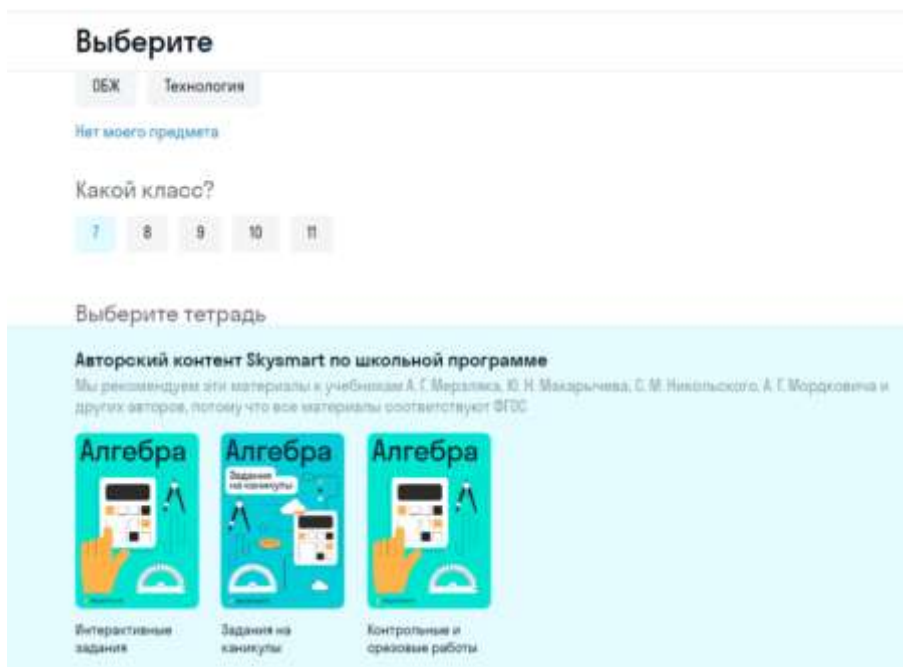 Выберите
ОБЖ Технология
Нет моего предмета
Какой класс?
7 8 9 10 11
Выберите тетрадь
Авторский контент Skysmart по школьной программе
Мы рекомендуем эти материалы к учебникам А. Г. Мерзляка, Ю. Н. Макарычева, С. М. Никольского, А. Г. Мордковича и
других авторов, потому что все материалы соответствуют ФГОС
Алгебра Алгебра Алгебра
Задания
на каникулы
Интерактивные Задания на Контрольные и
задания каникулы срезовые работы